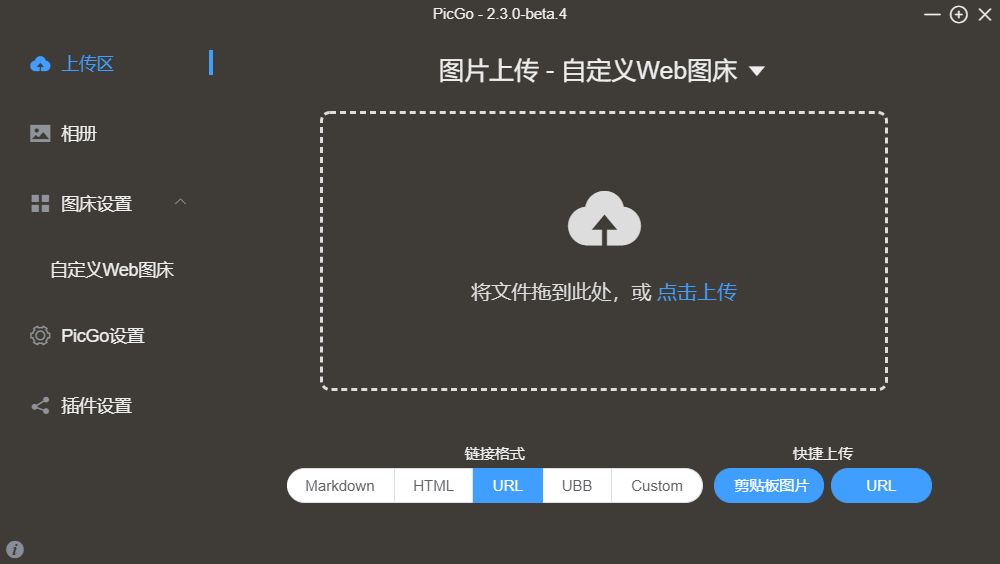 PicGo - 2.3.0-beta.4
上传区
相册
图床设置
自定义Web图床
PicGo设置
插件设置
图片上传 - 自定义Web图床
将文件拖到此处，或 点击上传
链接格式
Markdown HTML URL UBB Custom
快捷上传
剪贴板图片 URL